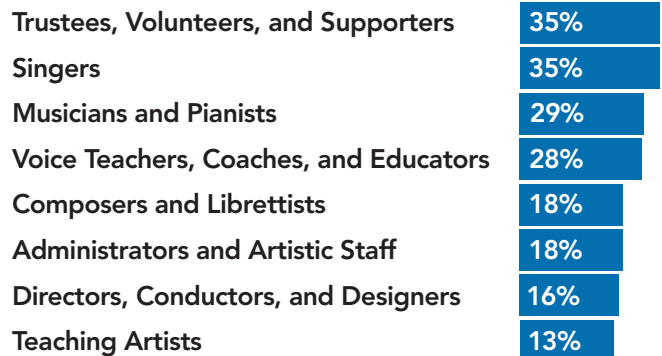 Trustees, Volunteers, and Supporters 35%
Singers 35%
Musicians and Pianists 29%
Voice Teachers, Coaches, and Educators 28%
Composers and Librettists 18%
Administrators and Artistic Staff 18%
Directors, Conductors, and Designers 16%
Teaching Artists 13%